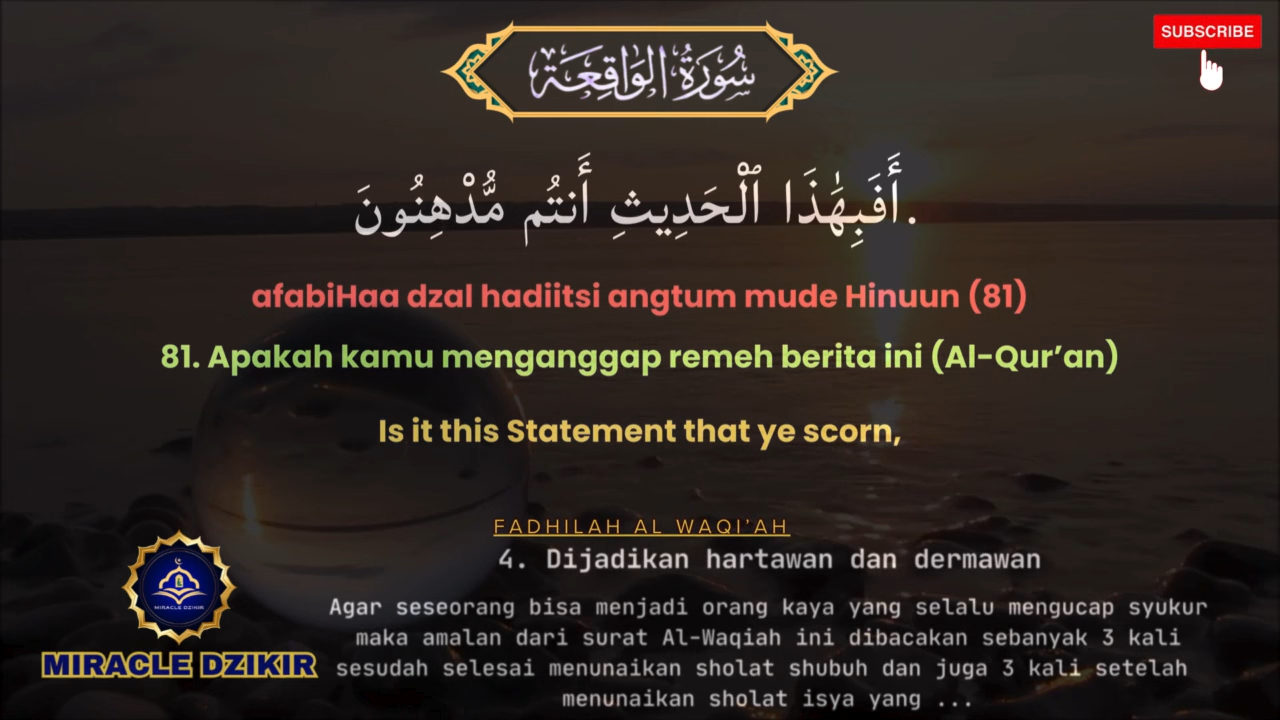 SUBSCRIBE
سُورَةُ الوَاقِعَة
أَفَبِهَٰذَا ٱلْحَدِيثِ أَنتُم مُّدْهِنُونَ.
afabiHaa dzal hadiitsi angtum mude Hinuun (81)
81. Apakah kamu menganggap remeh berita ini (Al-Qur’an)
Is it this Statement that ye scorn,
FADHILAH AL WAQI’AH
4. Dijadikan hartawan dan dermawan
Agar seseorang bisa menjadi orang kaya yang selalu mengucap syukur
maka amalan dari surat Al-Waqiah ini dibacakan sebanyak 3 kali
sesudah selesai menunaikan sholat shubuh dan juga 3 kali setelah
menunaikan sholat isya yang ...
MIRACLE DZIKIR
MIRACLE DZIKIR